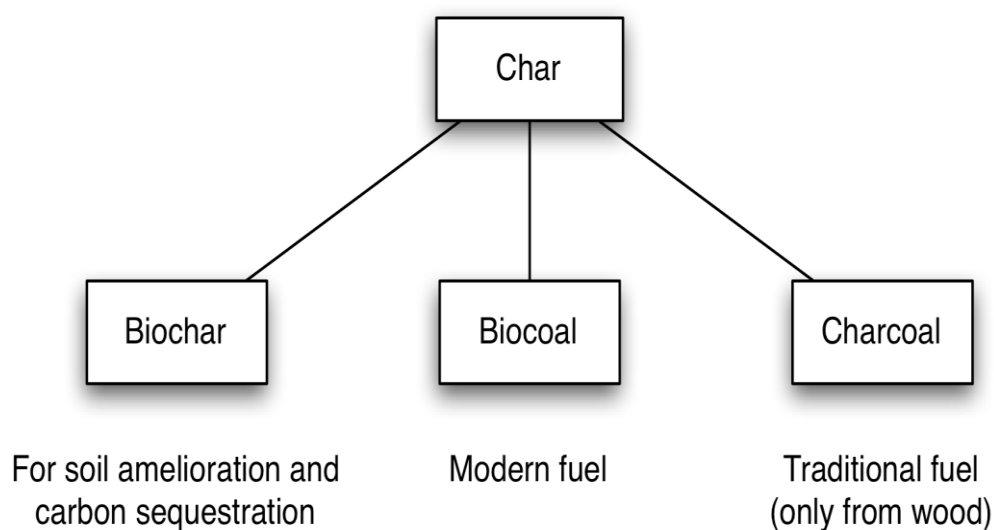 Char
Biochar
Biocoal
Charcoal
For soil amelioration and
carbon sequestration
Modern fuel
Traditional fuel
(only from wood)